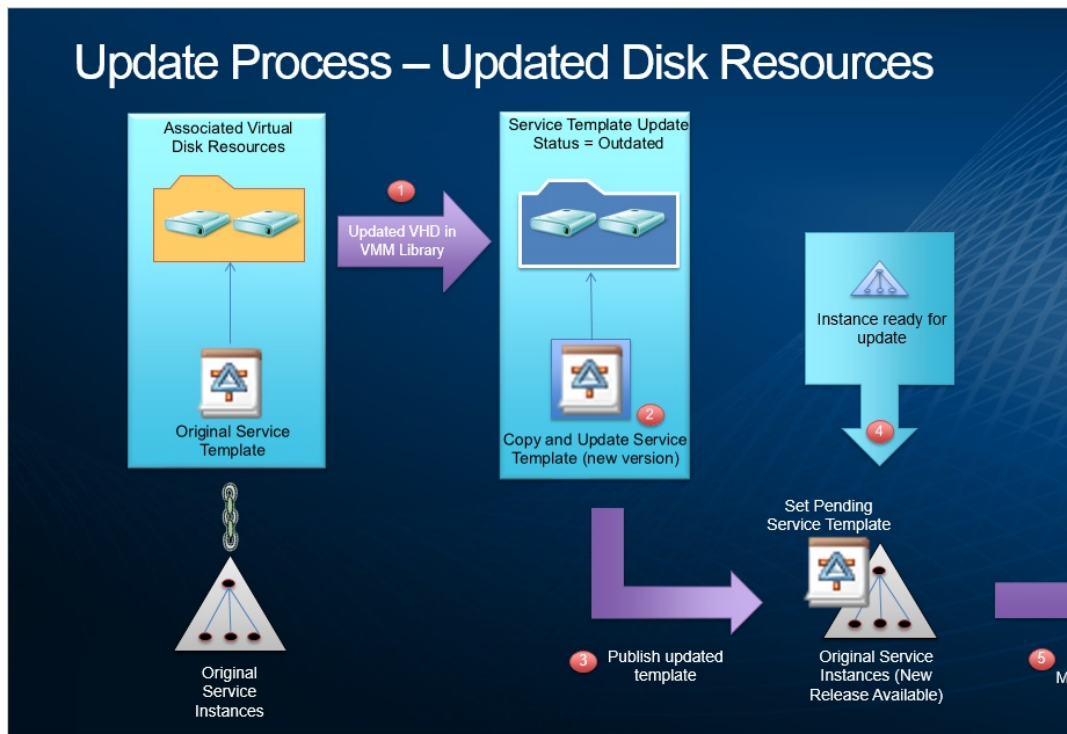 Update Process – Updated Disk Resources
Associated Virtual
Disk Resources
Original Service
Template
Original
Service
Instances
1
Updated VHD in
VMM Library
Service Template Update
Status = Outdated
2
Copy and Update Service
Template (new version)
3
Publish updated
template
Instance ready for
update
4
Set Pending
Service Template
Original Service
Instances (New
Release Available)
5
M